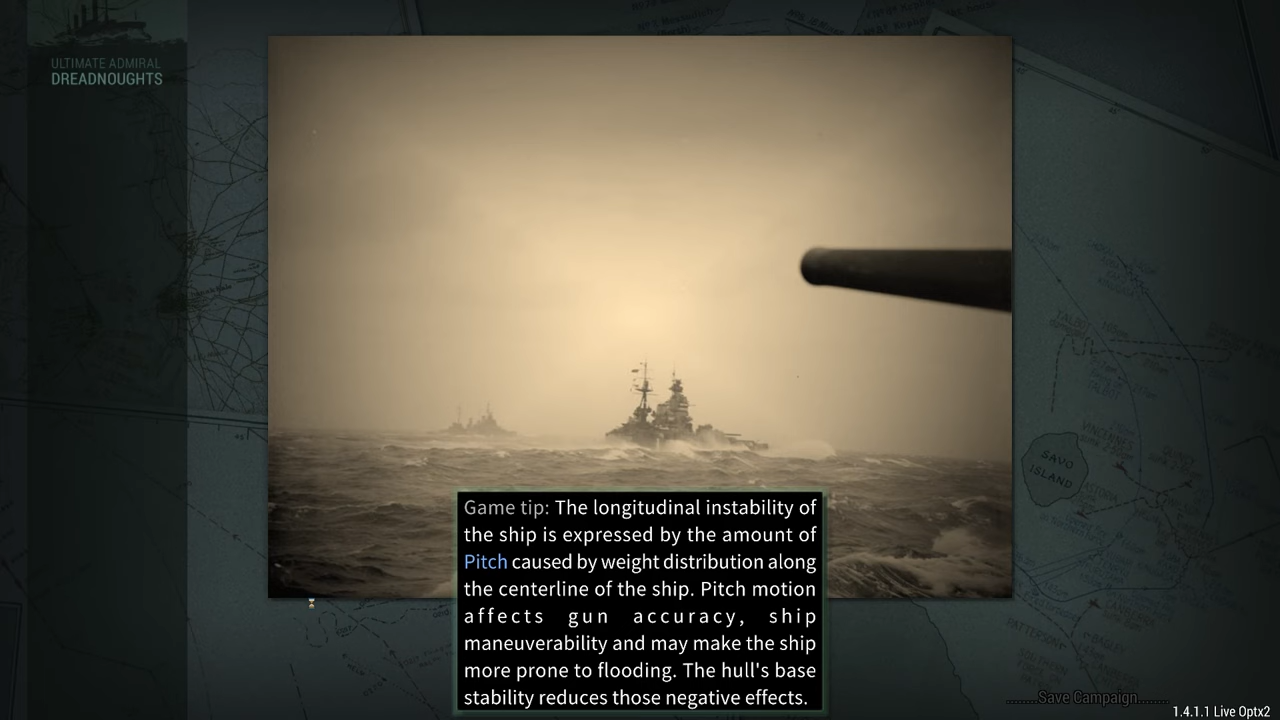 ULTIMATE ADMIRAL
DREADNOUGHTS
SAVO
ISLAND
Game tip: The longitudinal instability of
the ship is expressed by the amount of
Pitch caused by weight distribution along
the centerline of the ship. Pitch motion
affects gun accuracy, ship
maneuverability and may make the ship
more prone to flooding. The hull's base
stability reduces those negative effects.
........Save Campaign........
1.4.1.1 Live Optx2